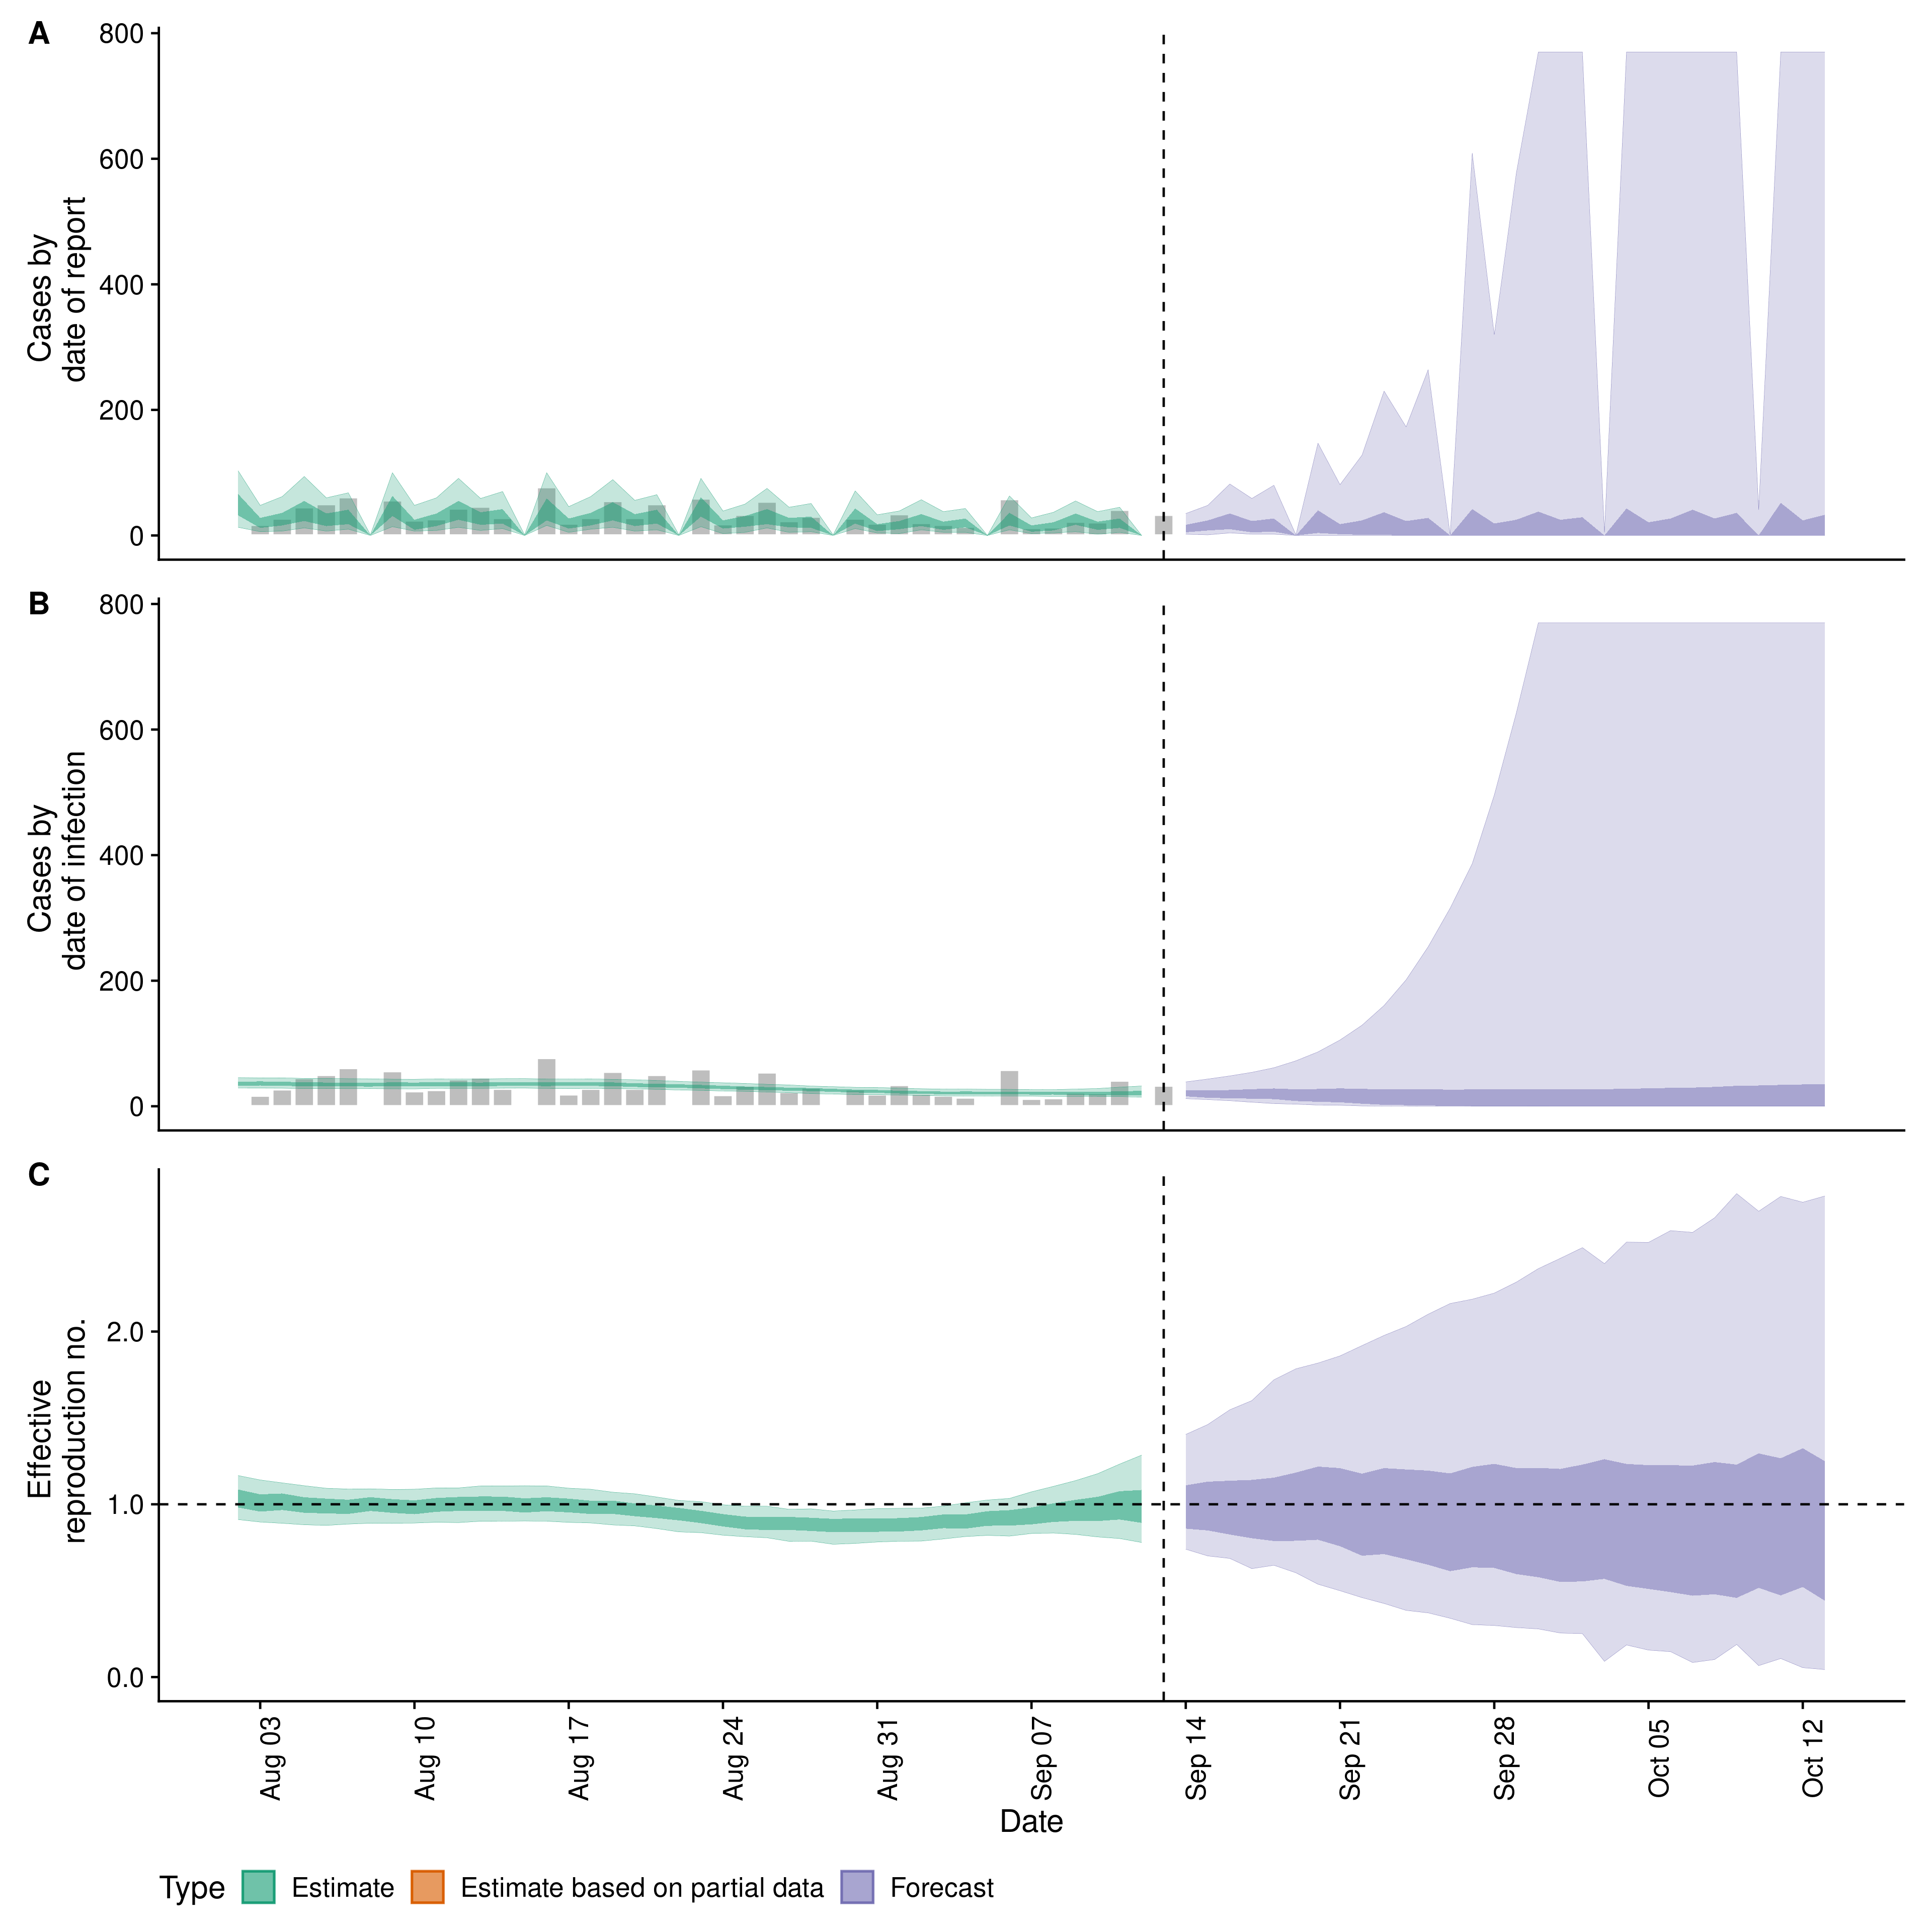 A
800
600
400
200
0
Cases by
date of report
B
800
600
400
200
0
Cases by
date of infection
C
2.0
1.0
0.0
Effective
reproduction no.
Aug 03
Aug 10
Aug 17
Aug 24
Aug 31
Sep 07
Sep 14
Sep 21
Sep 28
Oct 05
Oct 12
Date
Type Estimate Estimate based on partial data Forecast